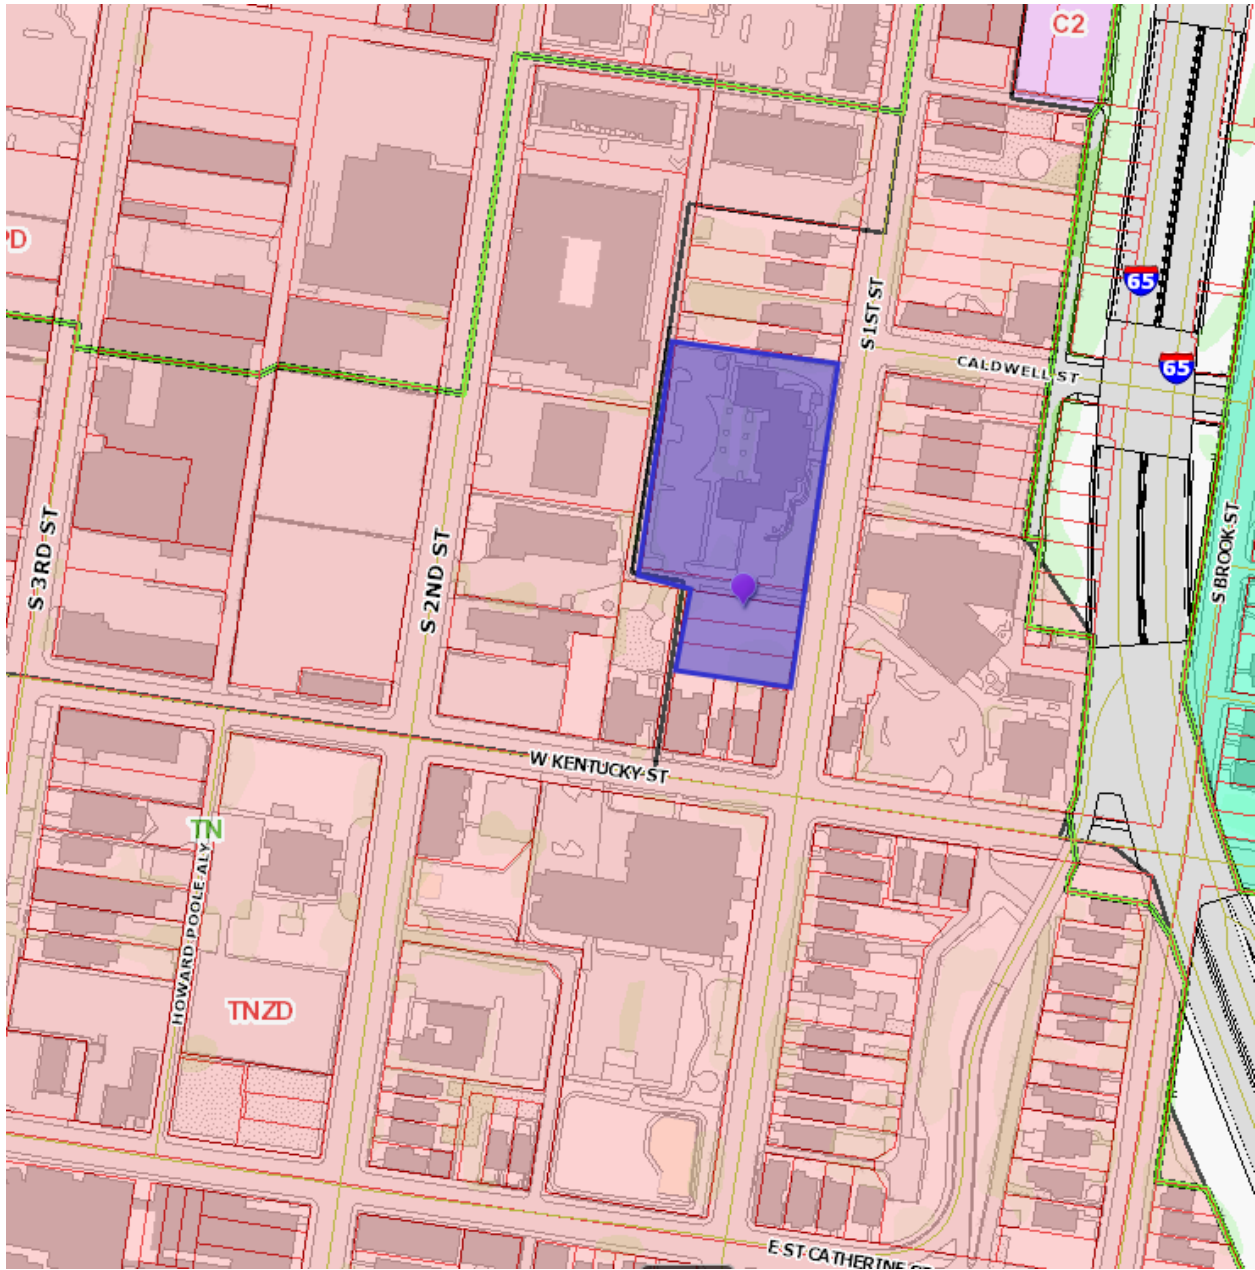 C2
PD
65
S 1ST ST
CALDWELL ST
65
S 3RD ST
S 2ND ST
S BROOK ST
W KENTUCKY ST
TN
HOWARD POOLE ALY
TNZD
E ST CATHERINE ST